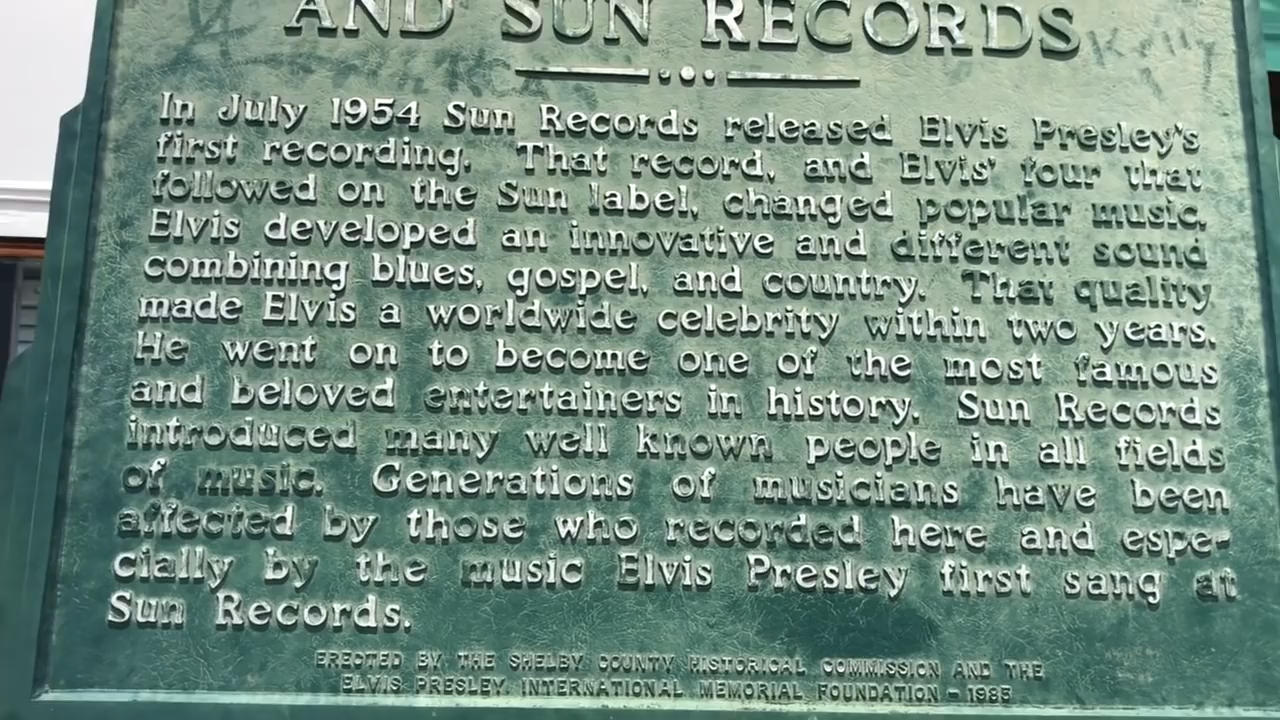 AND SUN RECORDS
In July 1954 Sun Records released Elvis Presley's
first recording. That record, and Elvis' four that
followed on the Sun label, changed popular music.
Elvis developed an innovative and different sound
combining blues, gospel, and country. That quality
made Elvis a worldwide celebrity within two years.
He went on to become one of the most famous
and beloved entertainers in history. Sun Records
introduced many well known people in all fields
of music. Generations of musicians have been
affected by those who recorded here and espe-
cially by the music Elvis Presley first sang at
Sun Records.
ERECTED BY THE SHELBY COUNTY HISTORICAL COMMISSION AND THE
ELVIS PRESLEY INTERNATIONAL MEMORIAL FOUNDATION - 1985